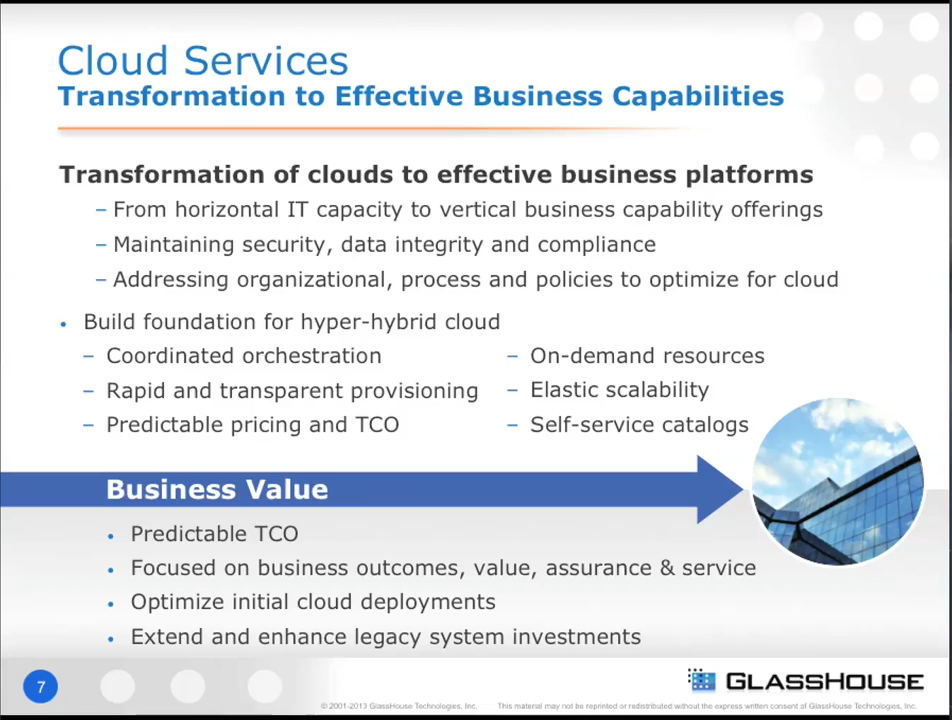 Cloud Services
Transformation to Effective Business Capabilities
Transformation of clouds to effective business platforms
– From horizontal IT capacity to vertical business capability offerings
– Maintaining security, data integrity and compliance
– Addressing organizational, process and policies to optimize for cloud
• Build foundation for hyper-hybrid cloud
– Coordinated orchestration
– Rapid and transparent provisioning
– Predictable pricing and TCO
– On-demand resources
– Elastic scalability
– Self-service catalogs
Business Value
• Predictable TCO
• Focused on business outcomes, value, assurance & service
• Optimize initial cloud deployments
• Extend and enhance legacy system investments
7
GLASSHOUSE
© 2001-2013 GlassHouse Technologies, Inc. This material may not be reprinted or redistributed without the express written consent of GlassHouse Technologies, Inc.